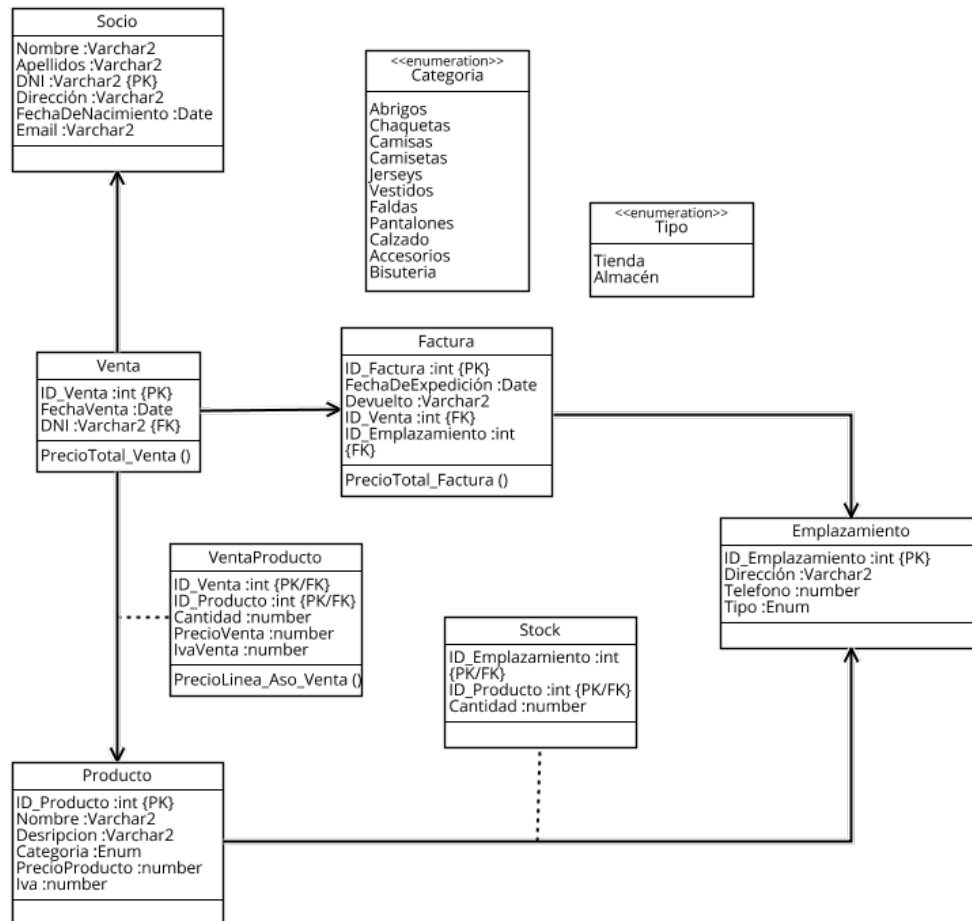 Socio
Nombre :Varchar2
Apellidos :Varchar2
DNI :Varchar2 {PK}
Dirección :Varchar2
FechaDeNacimiento :Date
Email :Varchar2
<<enumeration>>
Categoria
Abrigos
Chaquetas
Camisas
Camisetas
Jerseys
Vestidos
Faldas
Pantalones
Calzado
Accesorios
Bisuteria
<<enumeration>>
Tipo
Tienda
Almacén
Venta
ID_Venta :int {PK}
FechaVenta :Date
DNI :Varchar2 {FK}
PrecioTotal_Venta ()
Factura
ID_Factura :int {PK}
FechaDeExpedición :Date
Devuelto :Varchar2
ID_Venta :int {FK}
ID_Emplazamiento :int
{FK}
PrecioTotal_Factura ()
Emplazamiento
ID_Emplazamiento :int {PK}
Dirección :Varchar2
Telefono :number
Tipo :Enum
VentaProducto
ID_Venta :int {PK/FK}
ID_Producto :int {PK/FK}
Cantidad :number
PrecioVenta :number
IvaVenta :number
PrecioLinea_Aso_Venta ()
Stock
ID_Emplazamiento :int
{PK/FK}
ID_Producto :int {PK/FK}
Cantidad :number
Producto
ID_Producto :int {PK}
Nombre :Varchar2
Desripcion :Varchar2
Categoria :Enum
PrecioProducto :number
Iva :number